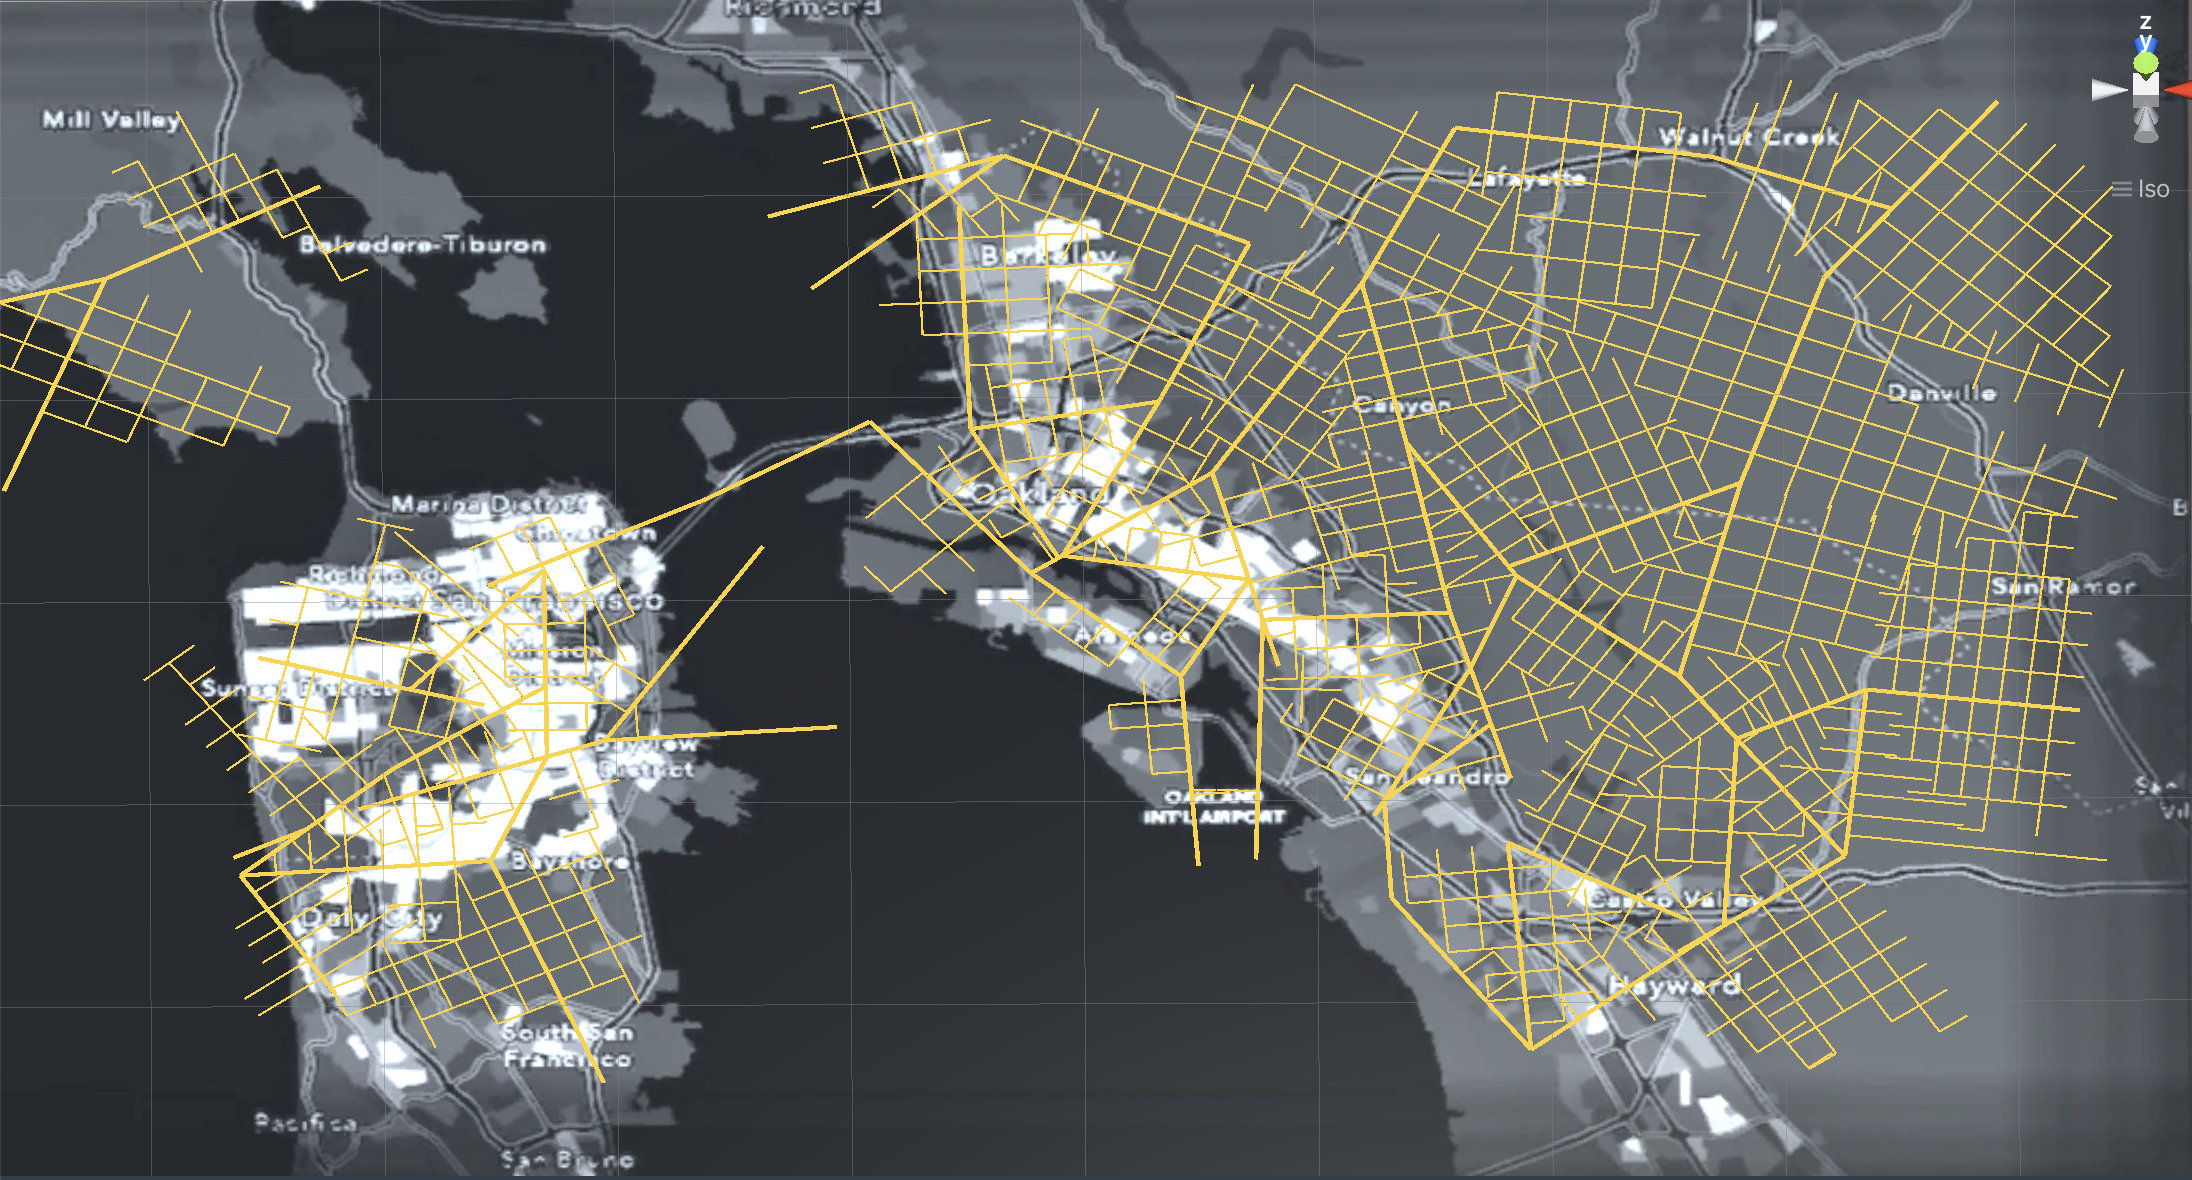 Richmond
z
y
Mill Valley
Walnut Creek
Lafayette
Iso
Belvedere-Tiburon
Berkeley
Danville
Canyon
Oakland
Marina District
B
Chinatown
Richmond
District
San Francisco
San Ramon
Alameda
Mission
District
Sunset District
Bayview
District
San Leandro
OAKLAND
INT'L AIRPORT
San
Bayshore
Castro Valley
Daly City
Hayward
South San
Francisco
Pacifica
San Bruno